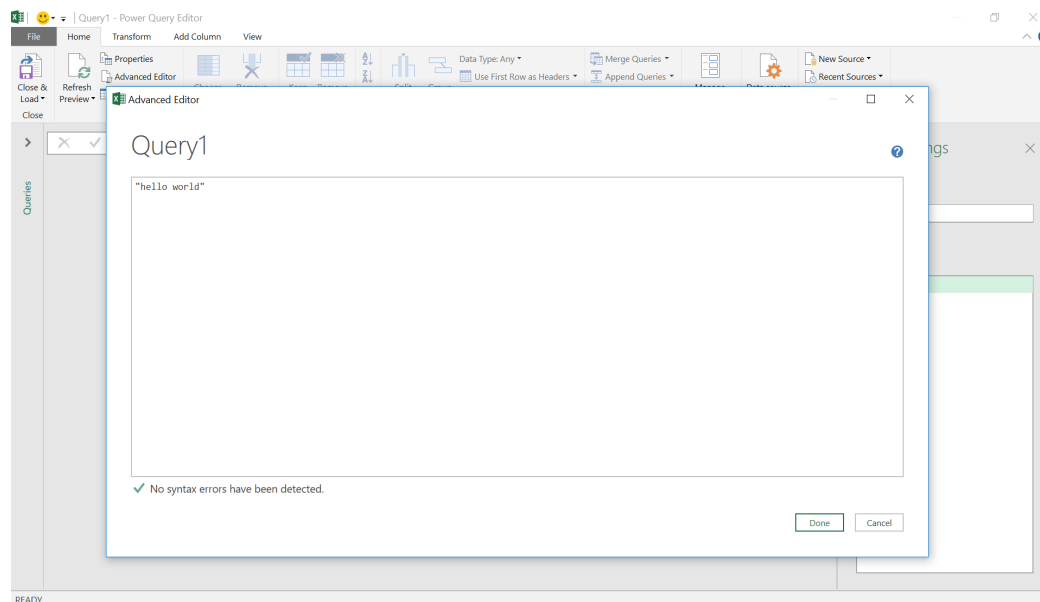 Query1 - Power Query Editor
File Home Transform Add Column View
Properties Data Type: Any Merge Queries New Source
Advanced Editor Use First Row as Headers Append Queries Recent Sources
Close & Load
Refresh Preview
Close
Advanced Editor
Query1
ngs
Queries
"hello world"
No syntax errors have been detected.
Done Cancel
READY